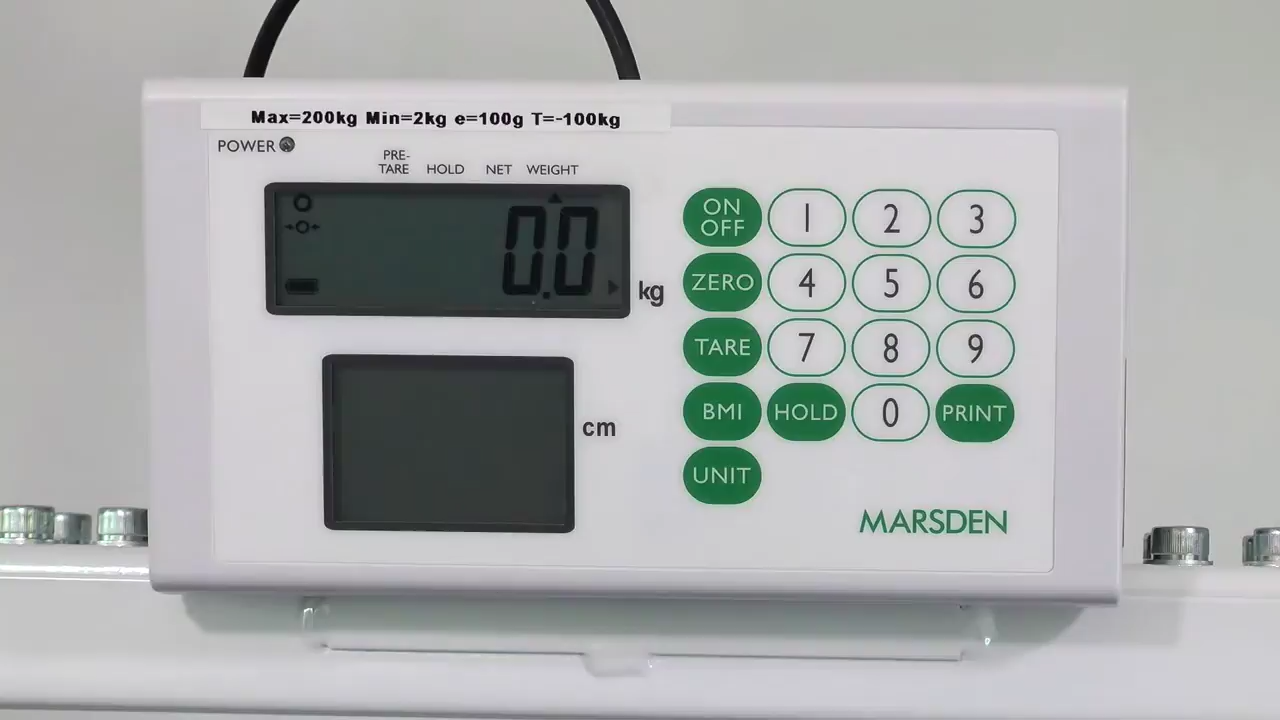 Max=200kg Min=2kg e=100g T=-100kg
POWER
PRE-
TARE HOLD NET WEIGHT
0.0
kg
cm
ON
OFF 1 2 3
ZERO 4 5 6
TARE 7 8 9
BMI HOLD 0 PRINT
UNIT
MARSDEN